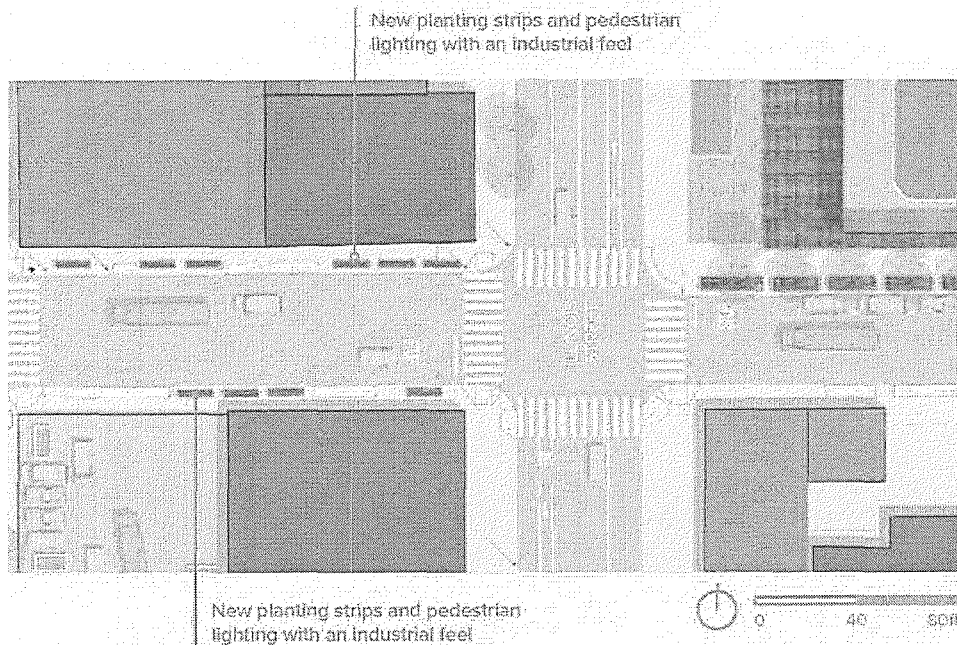 New planting strips and pedestrian
lighting with an industrial feel
New planting strips and pedestrian
lighting with an industrial feel
0 40 80ft